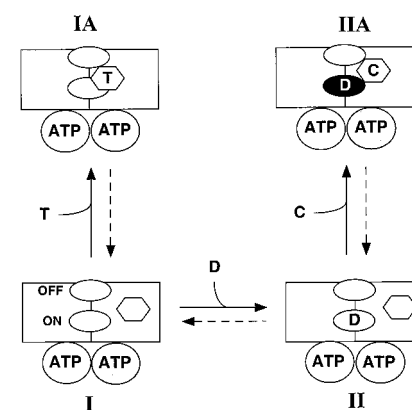 IA IIA
T C
D
ATP ATP ATP ATP
T C
D
OFF
ON D
ATP ATP ATP ATP
I II